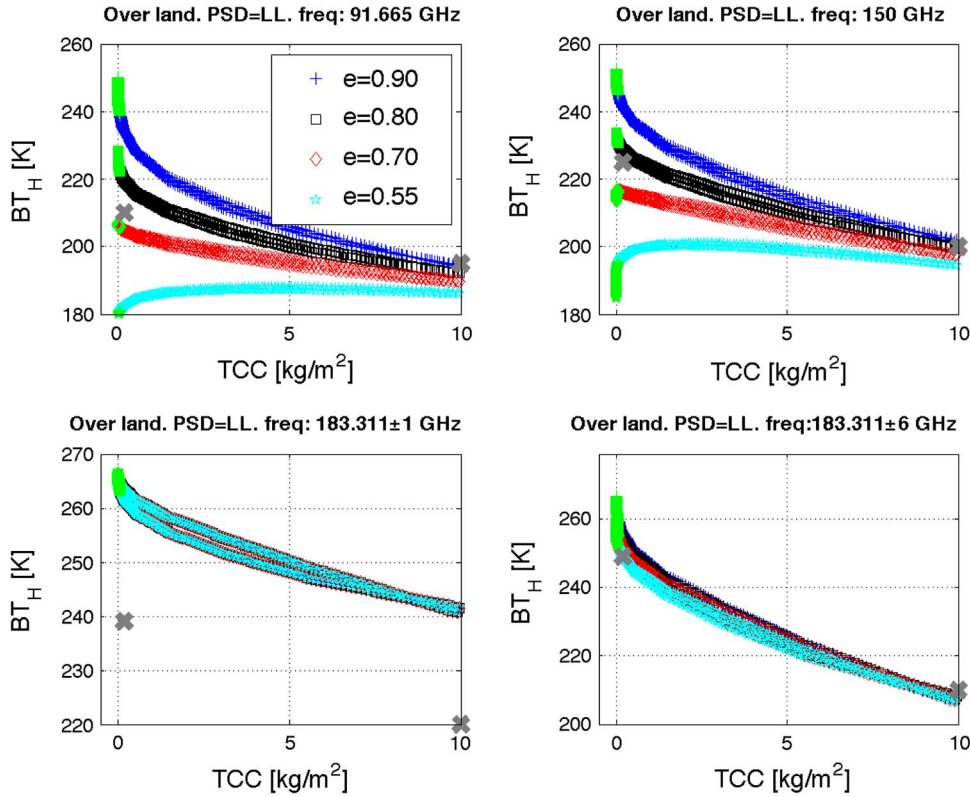 Over land. PSD=LL. freq: 91.665 GHz
260
240
220
200
180
BT_H [K]
0 5 10
TCC [kg/m²]
e=0.90
e=0.80
e=0.70
e=0.55
Over land. PSD=LL. freq: 150 GHz
260
240
220
200
180
BT_H [K]
0 5 10
TCC [kg/m²]
Over land. PSD=LL. freq: 183.311±1 GHz
270
260
250
240
230
220
BT_H [K]
0 5 10
TCC [kg/m²]
Over land. PSD=LL. freq:183.311±6 GHz
260
240
220
200
BT_H [K]
0 5 10
TCC [kg/m²]